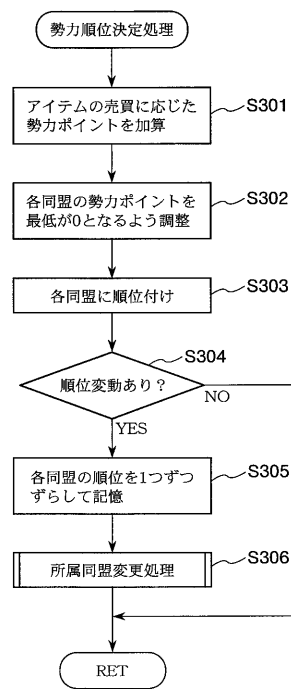 勢力順位決定処理
アイテムの売買に応じた
勢力ポイントを加算
S301
各同盟の勢力ポイントを
最低が0となるよう調整
S302
各同盟に順位付け
S303
S304
順位変動あり？
NO
YES
各同盟の順位を1つずつ
ずらして記憶
S305
所属同盟変更処理
S306
RET